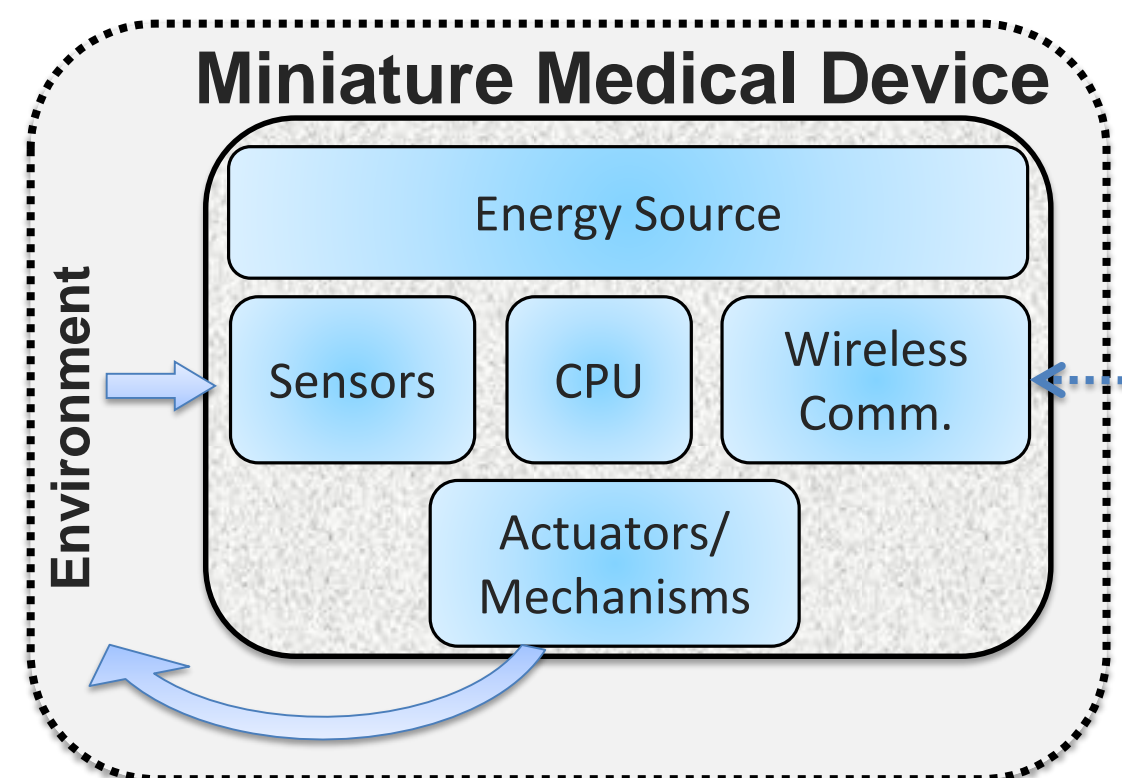 Miniature Medical Device
Energy Source
Environment
Sensors
CPU
Wireless
Comm.
Actuators/
Mechanisms